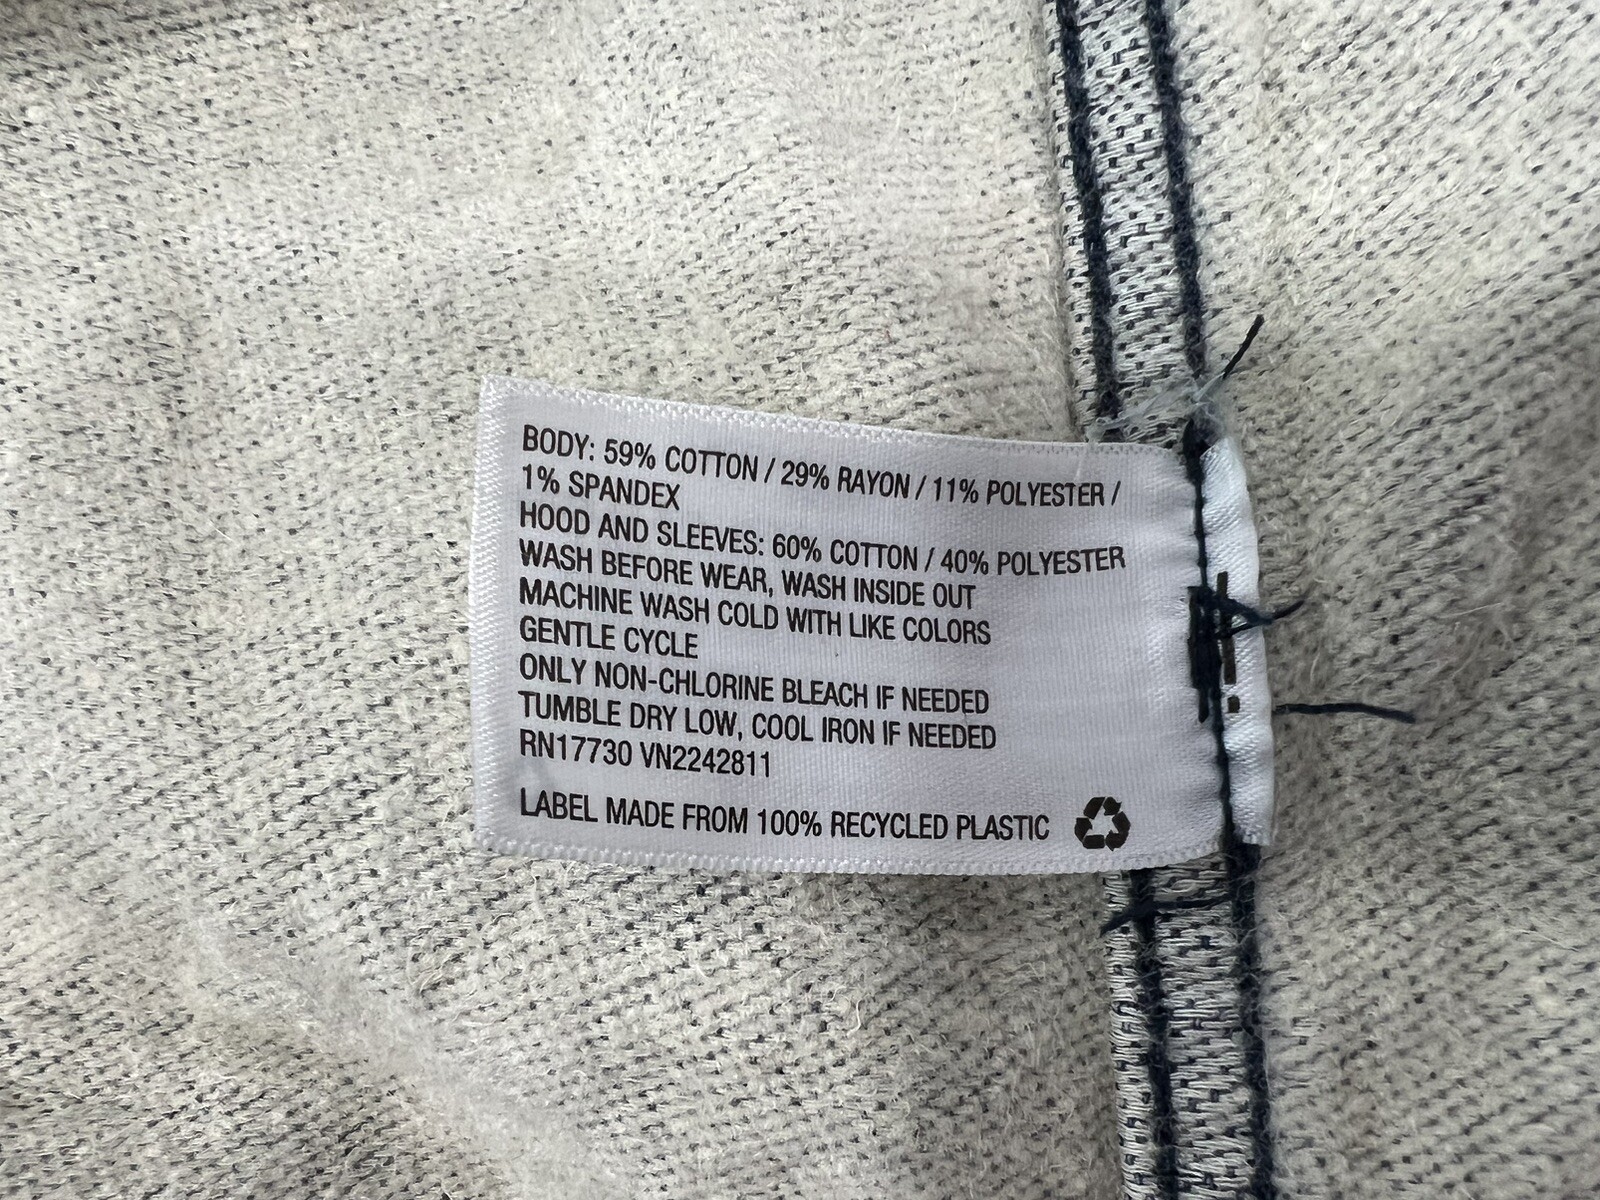 BODY: 59% COTTON / 29% RAYON / 11% POLYESTER /
1% SPANDEX
HOOD AND SLEEVES: 60% COTTON / 40% POLYESTER
WASH BEFORE WEAR, WASH INSIDE OUT
MACHINE WASH COLD WITH LIKE COLORS
GENTLE CYCLE
ONLY NON-CHLORINE BLEACH IF NEEDED
TUMBLE DRY LOW, COOL IRON IF NEEDED
RN17730 VN2242811
LABEL MADE FROM 100% RECYCLED PLASTIC